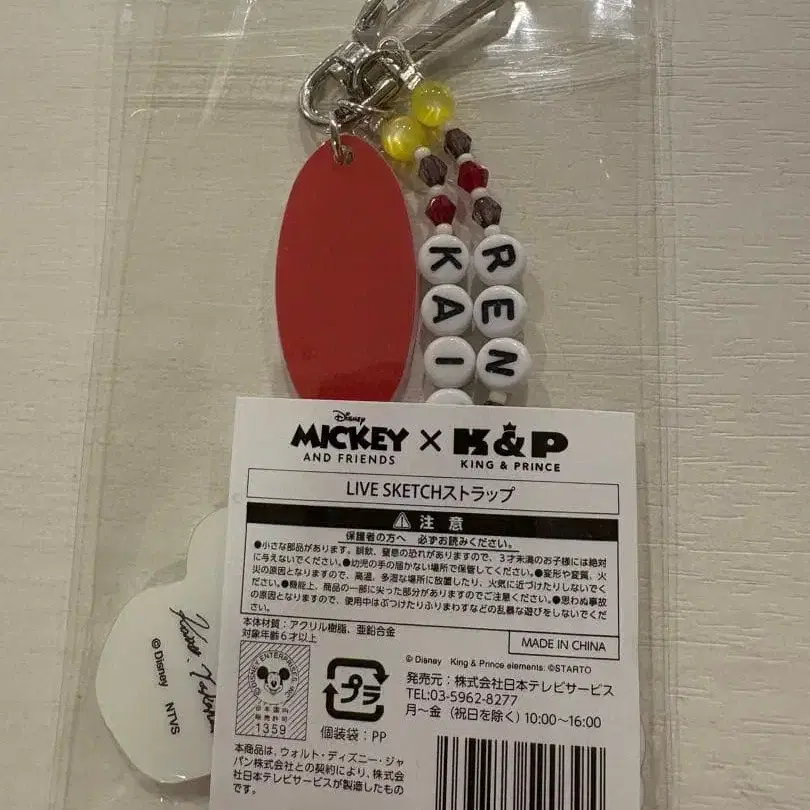 REN
KAI
Disney
MICKEY AND FRIENDS × K&P KING & PRINCE
LIVE SKETCHストラップ
注意
保護者の方へ 必ずお読みください。
●小さな部品があります。誤飲、窒息の恐れがありますので、3才未満のお子様には絶対
に与えないでください。●幼児の手の届かない場所で保管してください。●変形や変質、火
災の原因となりますので、高温、多湿な場所に放置したり、火気に近づけたりしないでく
ださい。●機能上、商品の一部に尖った部分がありますのでご注意ください。●思わぬ事故
の原因となりますので、使用中はぶつけたりふりまわすなどの乱暴な遊びをしないでくだ
さい。
本体材質:アクリル樹脂、亜鉛合金
対象年齢6才以上
MADE IN CHINA
© Disney King & Prince elements: ©STARTO
発売元:株式会社日本テレビサービス
TEL:03-5962-8277
月~金(祝日を除く)10:00~16:00
©DISNEY ENTERPRISES INC.
日本国内
販売許可
1359
プラ
個装袋:PP
本商品は、ウォルト・ディズニー・ジャ
パン株式会社との契約により、株式会
社日本テレビサービスが製造したもの
です。
© Disney NTVS